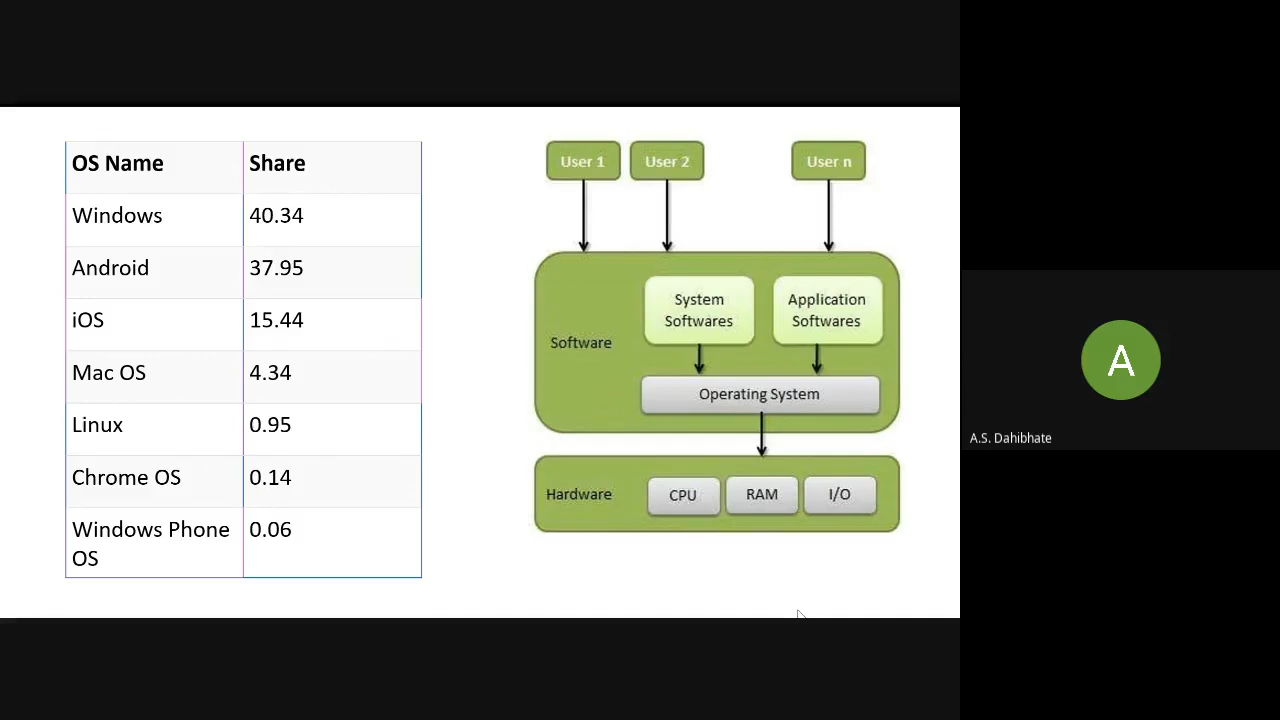 OS Name Share
Windows 40.34
Android 37.95
iOS 15.44
Mac OS 4.34
Linux 0.95
Chrome OS 0.14
Windows Phone 0.06
OS
User 1 User 2 User n
System Application
Softwares Softwares
Software
Operating System
Hardware CPU RAM I/O
A
A.S. Dahibhate